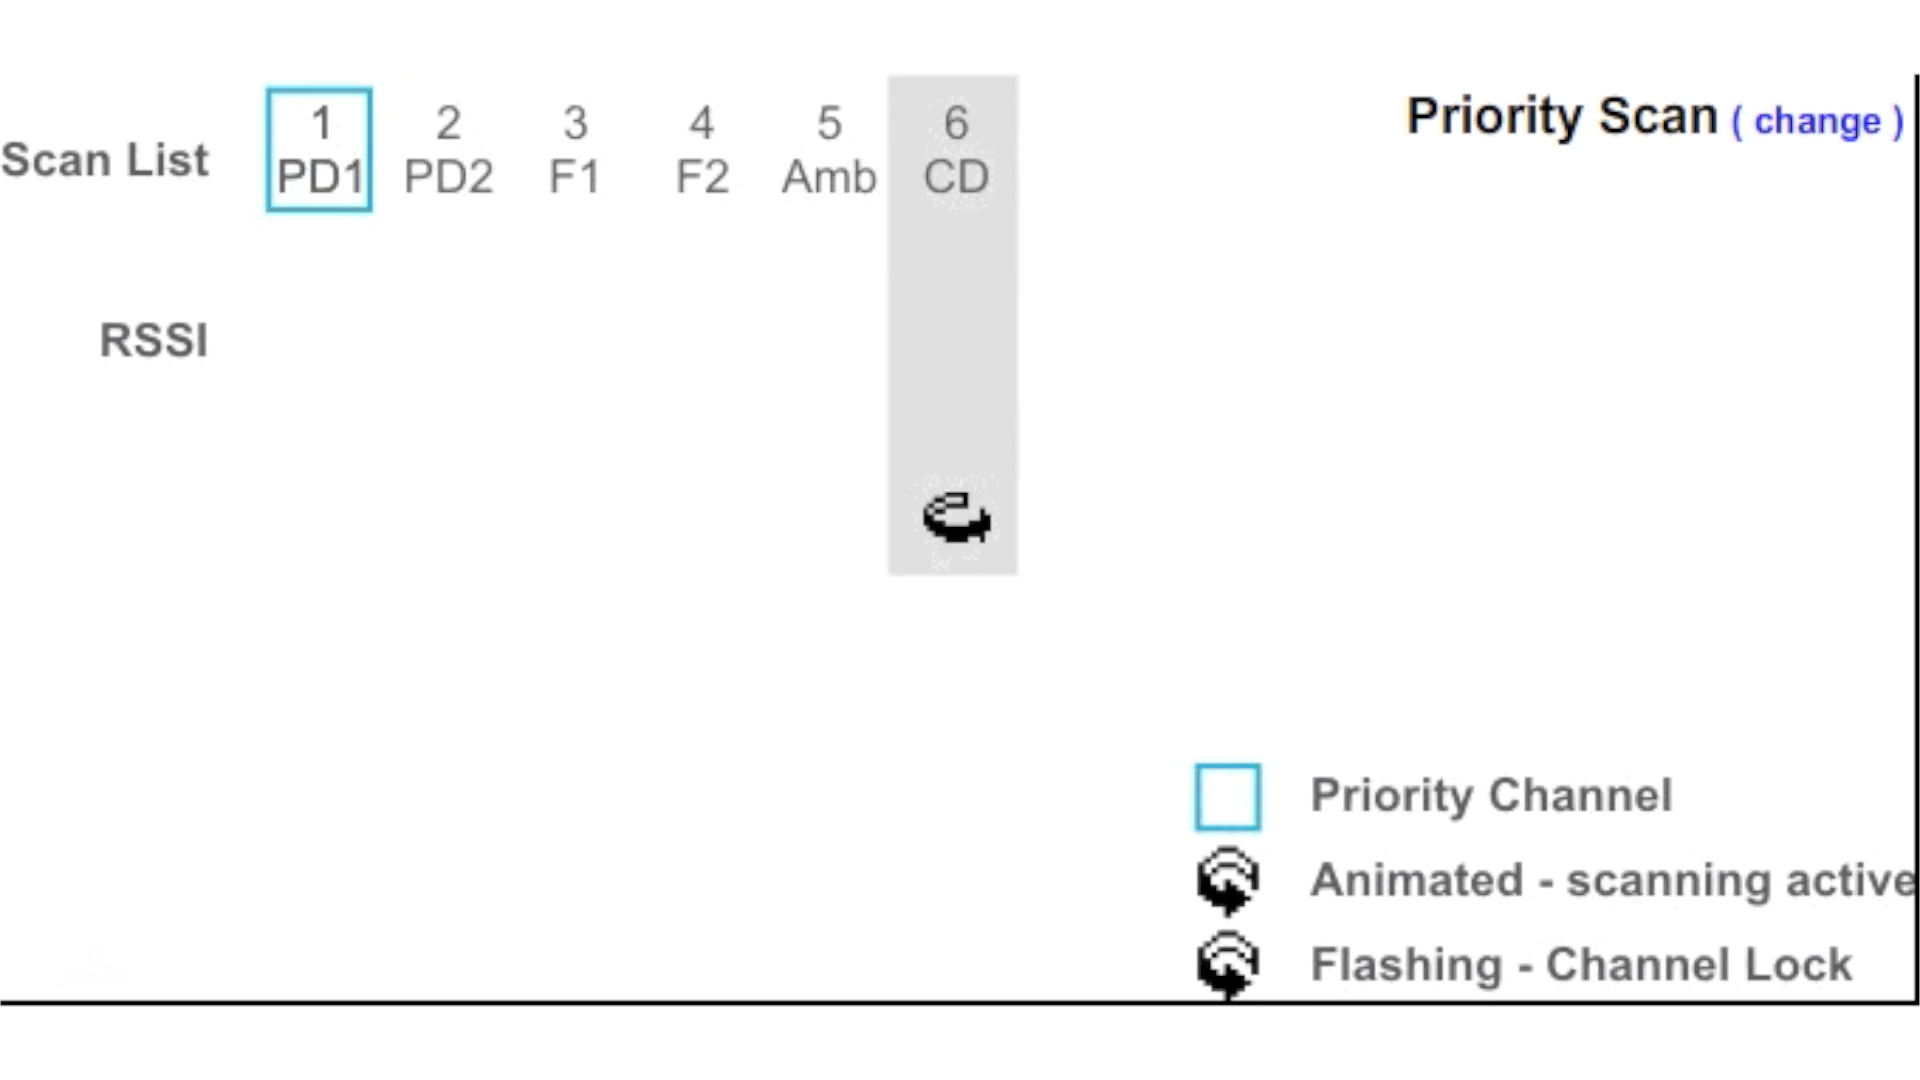 1 2 3 4 5 6
Scan List PD1 PD2 F1 F2 Amb CD
Priority Scan ( change )
RSSI
Priority Channel
Animated - scanning active
Flashing - Channel Lock